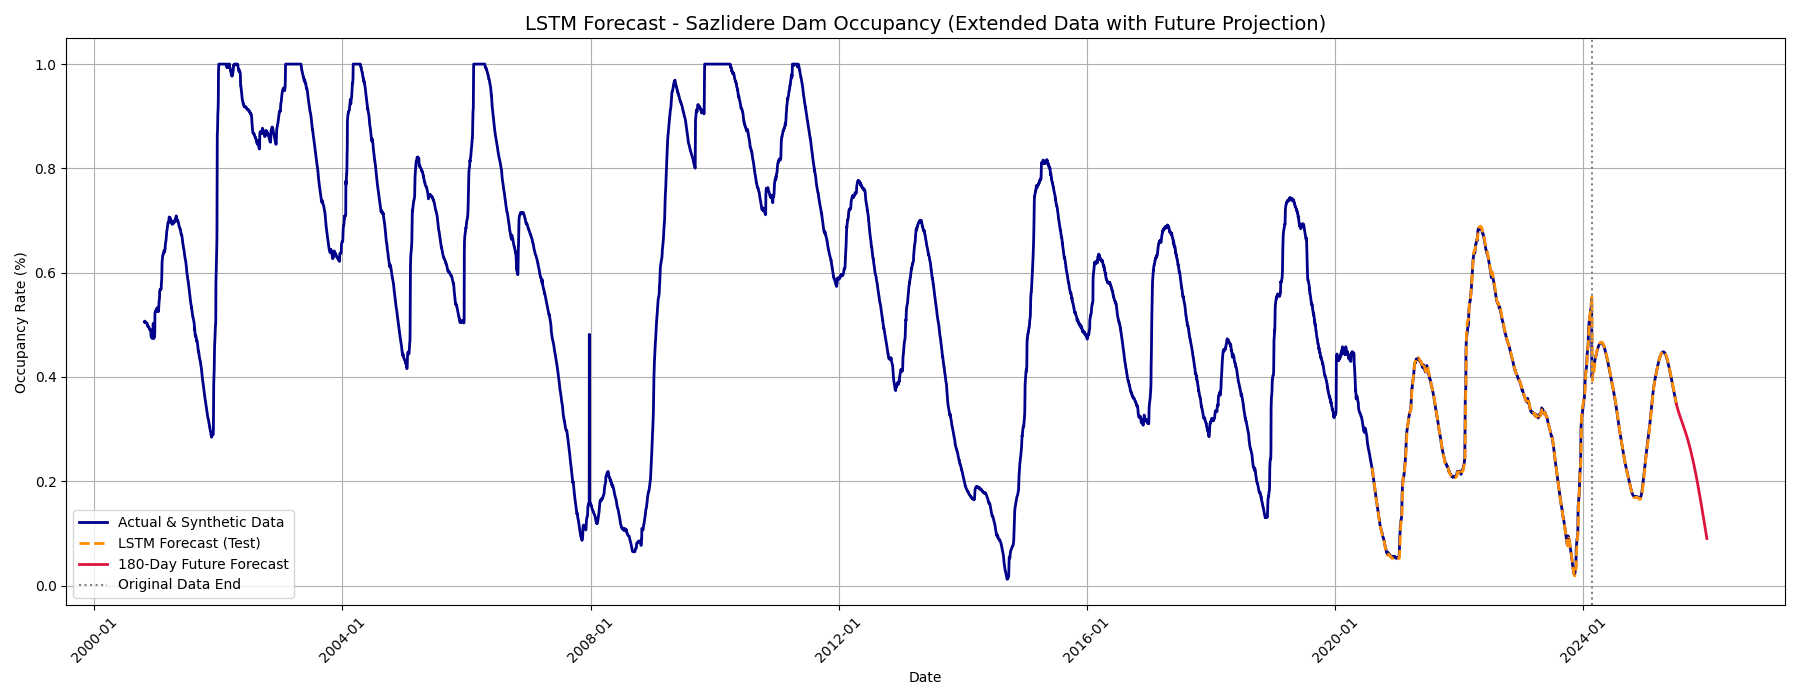 LSTM Forecast - Sazlidere Dam Occupancy (Extended Data with Future Projection)
Occupancy Rate (%)
1.0
0.8
0.6
0.4
0.2
0.0
Actual & Synthetic Data
LSTM Forecast (Test)
180-Day Future Forecast
Original Data End
2000-01
2004-01
2008-01
2012-01
2016-01
2020-01
2024-01
Date